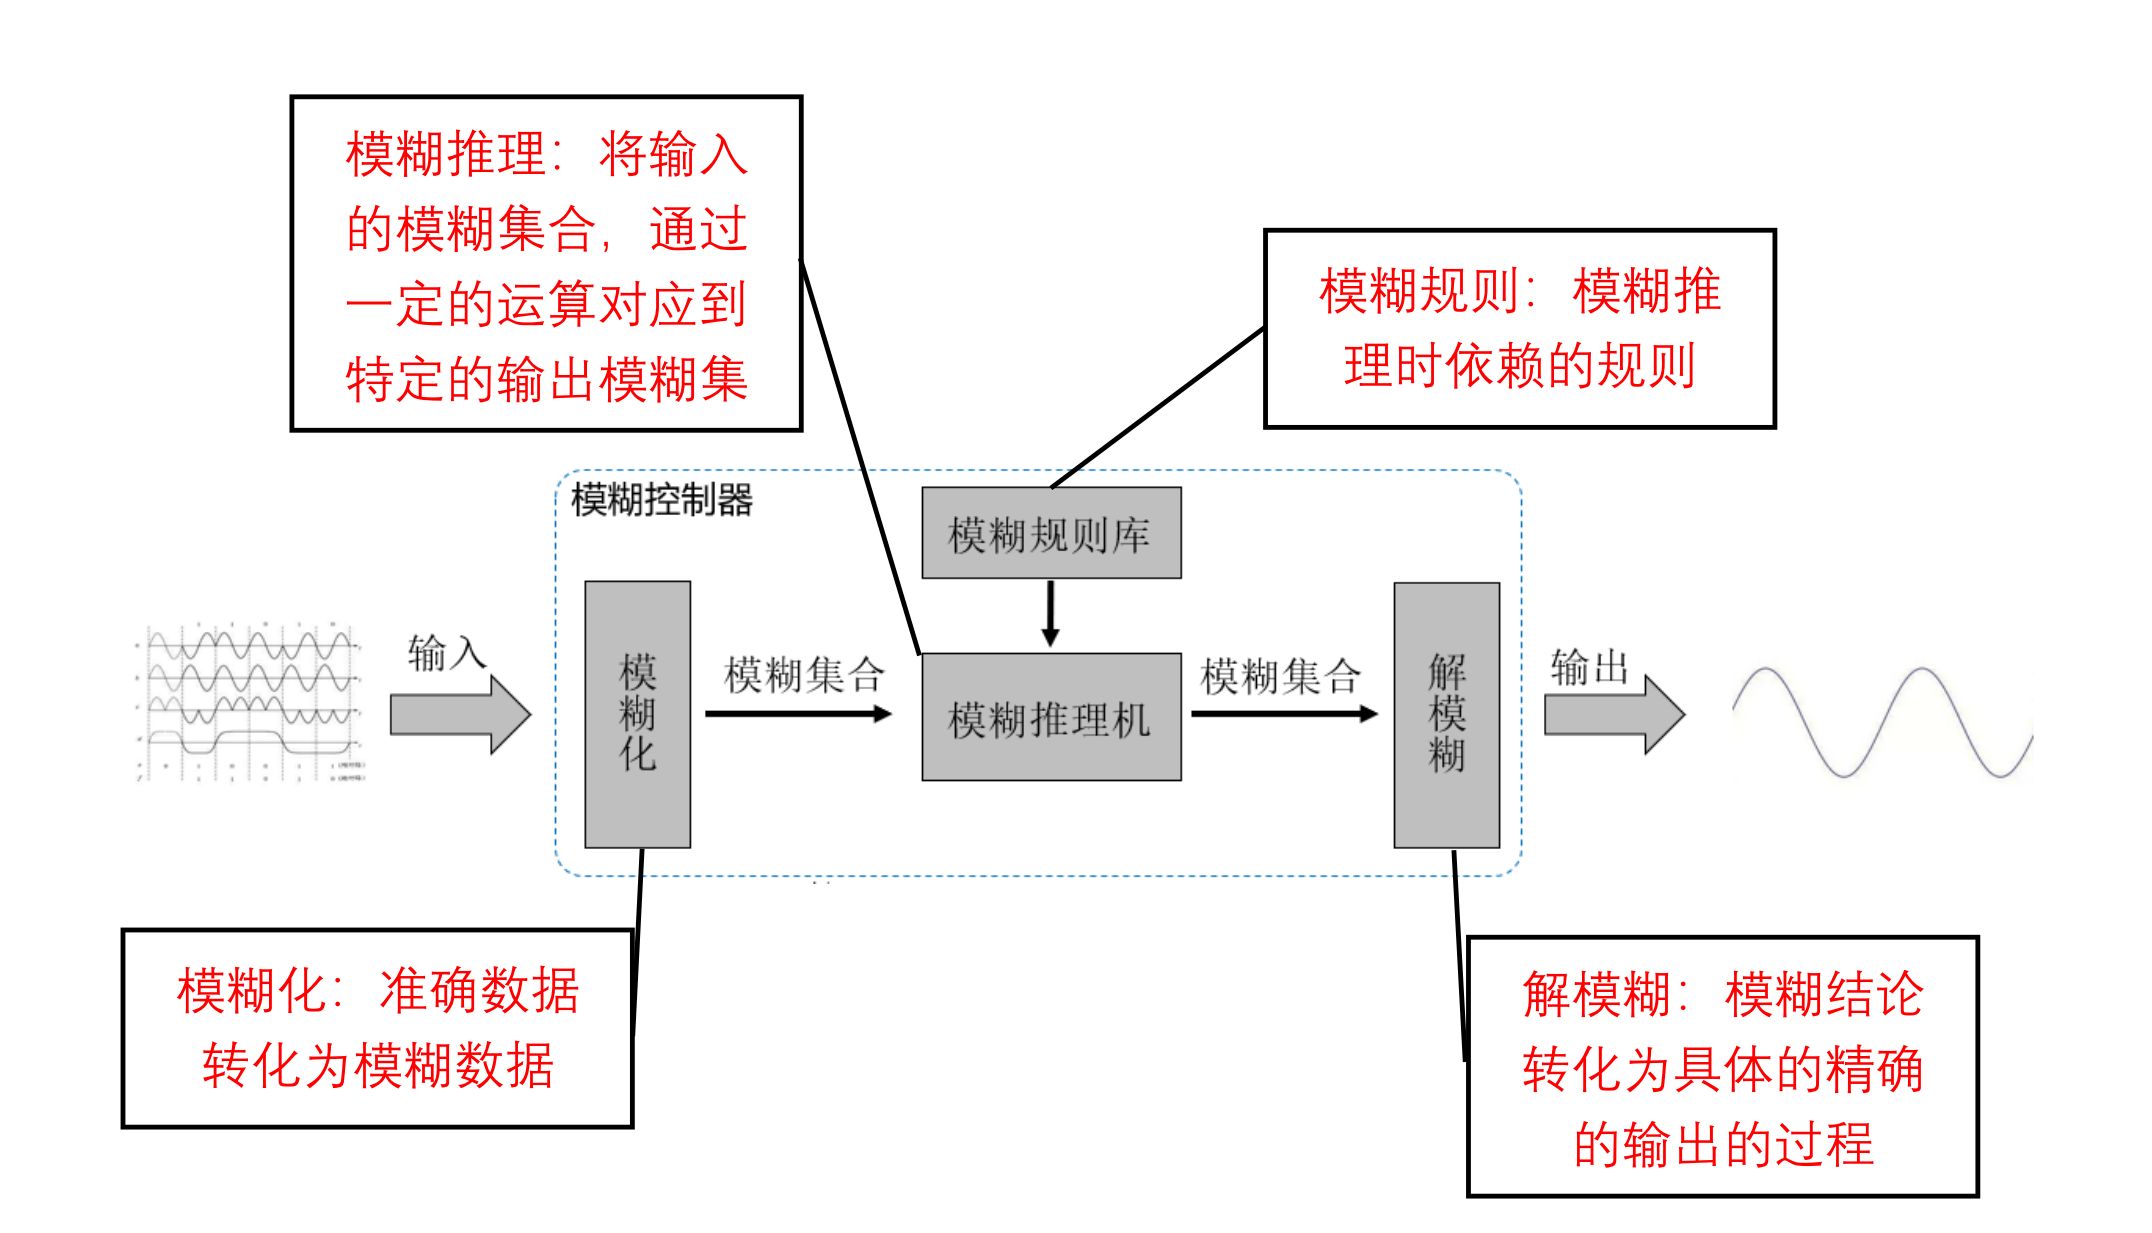 模糊推理：将输入
的模糊集合，通过
一定的运算对应到
特定的输出模糊集
模糊规则：模糊推
理时依赖的规则
模糊控制器
模糊规则库
输入
模糊化
模糊集合
模糊推理机
模糊集合
解模糊
输出
模糊化：准确数据
转化为模糊数据
解模糊：模糊结论
转化为具体的精确
的输出的过程